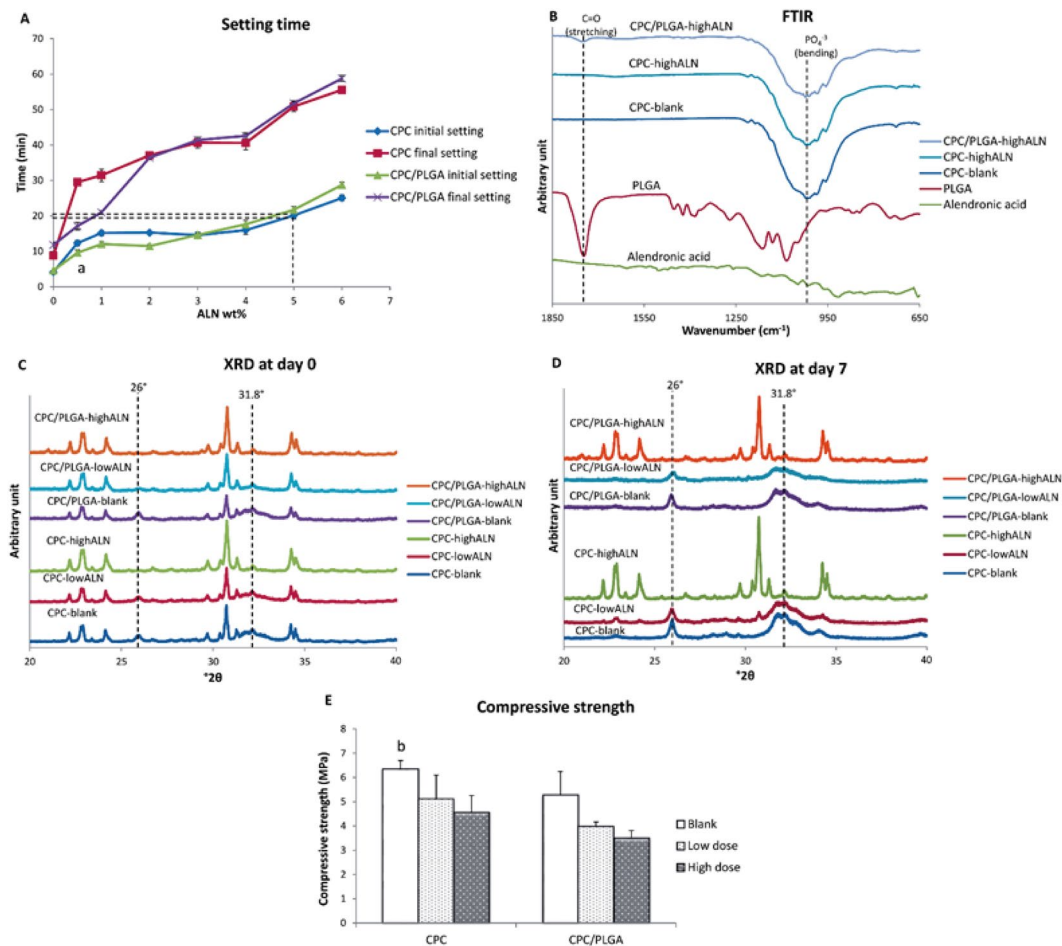 A
Setting time
70
60
50
40
30
20
10
0
Time (min)
a
0 1 2 3 4 5 6 7
ALN wt%
CPC initial setting
CPC final setting
CPC/PLGA initial setting
CPC/PLGA final setting
B
FTIR
C=O
(stretching)
PO₄⁻³
(bending)
CPC/PLGA-highALN
CPC-highALN
CPC-blank
PLGA
Alendronic acid
Arbitrary unit
1850 1550 1250 950 650
Wavenumber (cm⁻¹)
CPC/PLGA-highALN
CPC-highALN
CPC-blank
PLGA
Alendronic acid
C
XRD at day 0
26°
31.8°
CPC/PLGA-highALN
CPC/PLGA-lowALN
CPC/PLGA-blank
CPC-highALN
CPC-lowALN
CPC-blank
Arbitrary unit
20 25 30 35 40
°2θ
CPC/PLGA-highALN
CPC/PLGA-lowALN
CPC/PLGA-blank
CPC-highALN
CPC-lowALN
CPC-blank
D
XRD at day 7
26°
31.8°
CPC/PLGA-highALN
CPC/PLGA-lowALN
CPC/PLGA-blank
CPC-highALN
CPC-lowALN
CPC-blank
Arbitrary unit
20 25 30 35 40
°2θ
CPC/PLGA-highALN
CPC/PLGA-lowALN
CPC/PLGA-blank
CPC-highALN
CPC-lowALN
CPC-blank
E
Compressive strength
8
7
6
5
4
3
2
1
0
Compressive strength (MPa)
b
CPC CPC/PLGA
Blank
Low dose
High dose